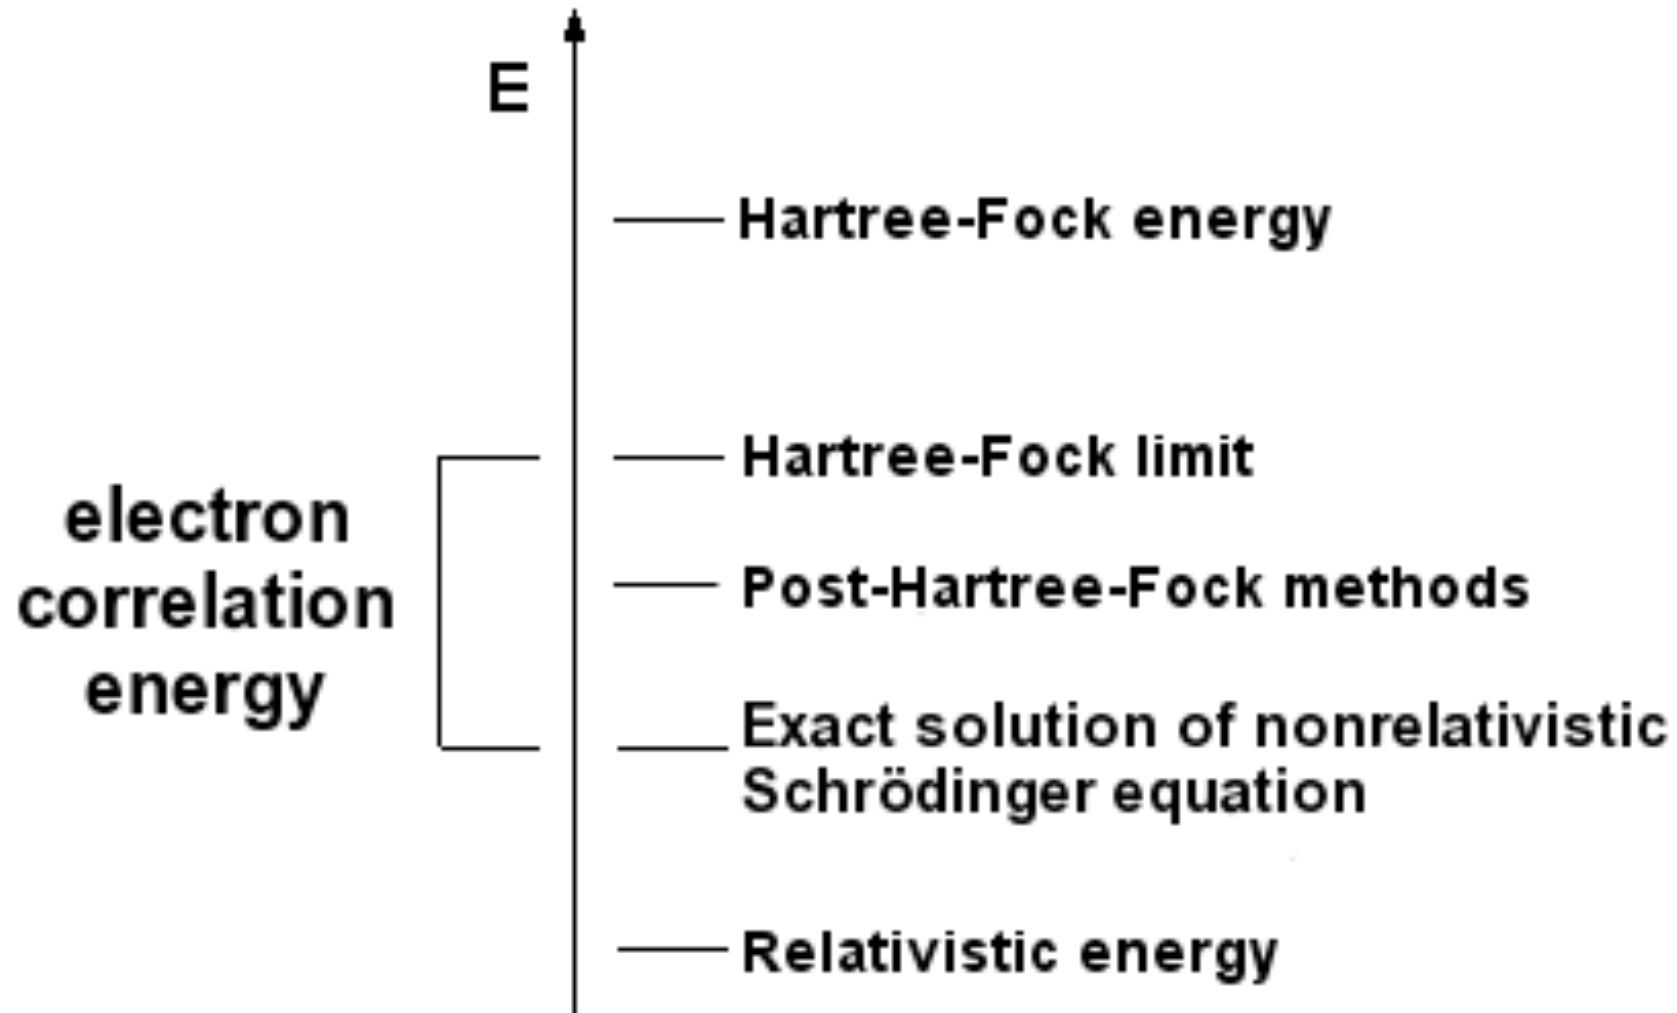 E
Hartree-Fock energy
Hartree-Fock limit
electron
correlation
energy
Post-Hartree-Fock methods
Exact solution of nonrelativistic
Schrödinger equation
Relativistic energy